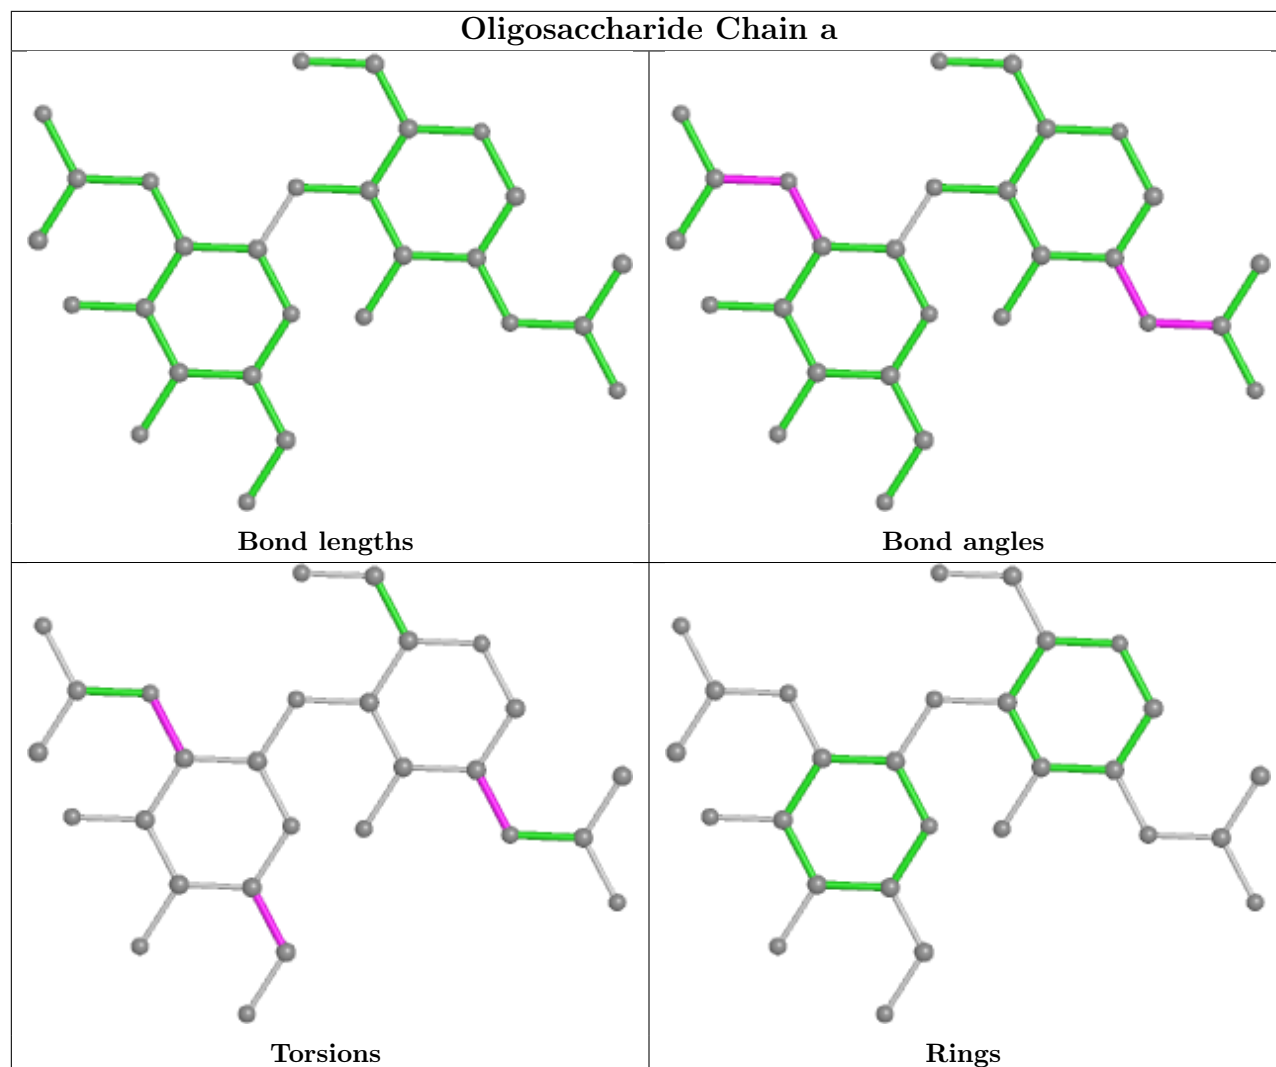 Oligosaccharide Chain a
Bond lengths
Bond angles
Torsions
Rings